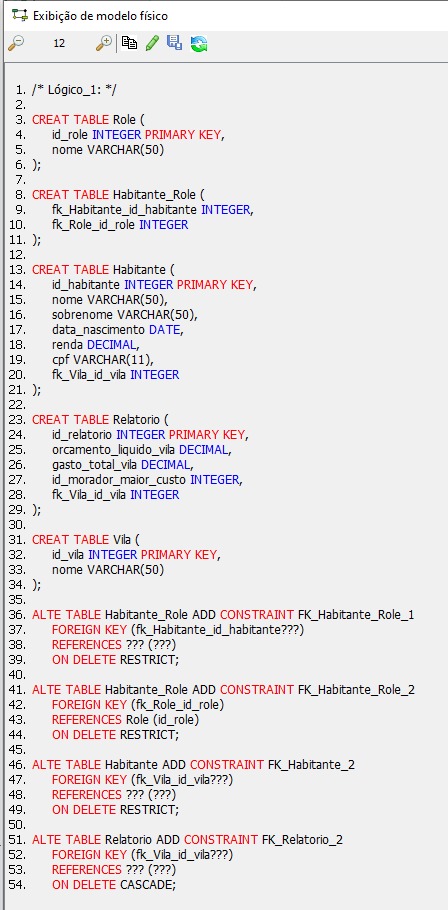 Exibição de modelo físico
12
1. /* Lógico_1: */
2.
3. CREAT TABLE Role (
4. id_role INTEGER PRIMARY KEY,
5. nome VARCHAR(50)
6. );
7.
8. CREAT TABLE Habitante_Role (
9. fk_Habitante_id_habitante INTEGER,
10. fk_Role_id_role INTEGER
11. );
12.
13. CREAT TABLE Habitante (
14. id_habitante INTEGER PRIMARY KEY,
15. nome VARCHAR(50),
16. sobrenome VARCHAR(50),
17. data_nascimento DATE,
18. renda DECIMAL,
19. cpf VARCHAR(11),
20. fk_Vila_id_vila INTEGER
21. );
22.
23. CREAT TABLE Relatorio (
24. id_relatorio INTEGER PRIMARY KEY,
25. orcamento_liquido_vila DECIMAL,
26. gasto_total_vila DECIMAL,
27. id_morador_maior_custo INTEGER,
28. fk_Vila_id_vila INTEGER
29. );
30.
31. CREAT TABLE Vila (
32. id_vila INTEGER PRIMARY KEY,
33. nome VARCHAR(50)
34. );
35.
36. ALTE TABLE Habitante_Role ADD CONSTRAINT FK_Habitante_Role_1
37. FOREIGN KEY (fk_Habitante_id_habitante???)
38. REFERENCES ??? (???)
39. ON DELETE RESTRICT;
40.
41. ALTE TABLE Habitante_Role ADD CONSTRAINT FK_Habitante_Role_2
42. FOREIGN KEY (fk_Role_id_role)
43. REFERENCES Role (id_role)
44. ON DELETE RESTRICT;
45.
46. ALTE TABLE Habitante ADD CONSTRAINT FK_Habitante_2
47. FOREIGN KEY (fk_Vila_id_vila???)
48. REFERENCES ??? (???)
49. ON DELETE RESTRICT;
50.
51. ALTE TABLE Relatorio ADD CONSTRAINT FK_Relatorio_2
52. FOREIGN KEY (fk_Vila_id_vila???)
53. REFERENCES ??? (???)
54. ON DELETE CASCADE;